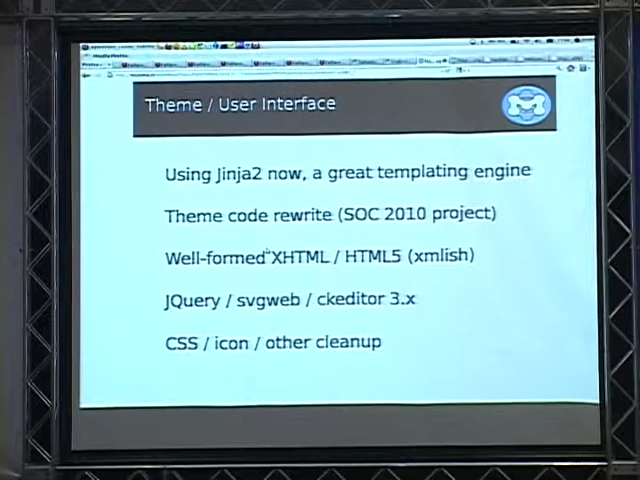 Theme / User Interface
Using Jinja2 now, a great templating engine
Theme code rewrite (SOC 2010 project)
Well-formed XHTML / HTML5 (xmlish)
JQuery / svgweb / ckeditor 3.x
CSS / icon / other cleanup